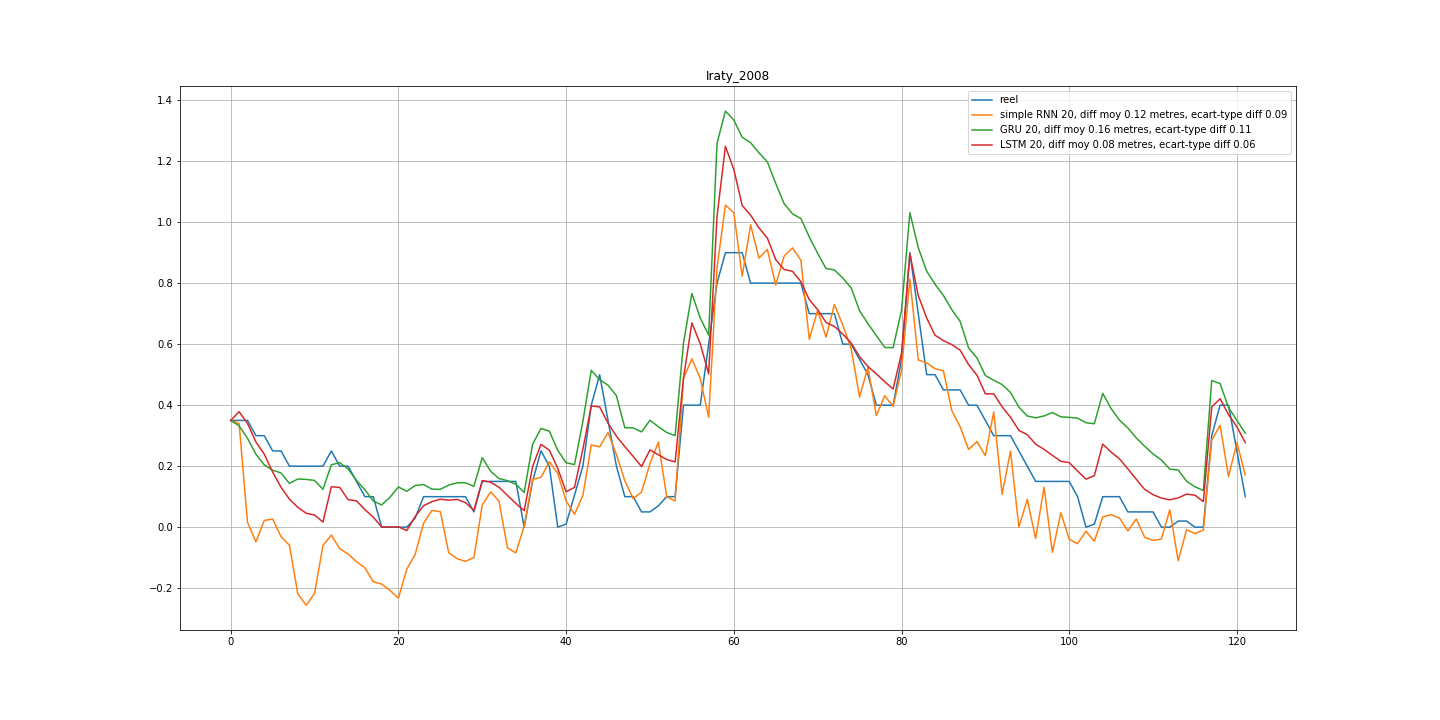 Iraty_2008
reel
simple RNN 20, diff moy 0.12 metres, ecart-type diff 0.09
GRU 20, diff moy 0.16 metres, ecart-type diff 0.11
LSTM 20, diff moy 0.08 metres, ecart-type diff 0.06
1.4
1.2
1.0
0.8
0.6
0.4
0.2
0.0
−0.2
0 20 40 60 80 100 120